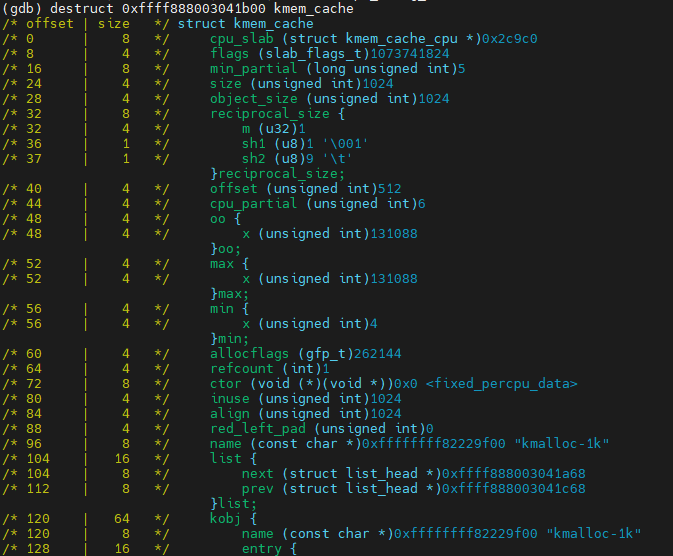 (gdb) destruct 0xffff888003041b00 kmem_cache
/* offset | size */ struct kmem_cache
/* 0 | 8 */ cpu_slab (struct kmem_cache_cpu *)0x2c9c0
/* 8 | 4 */ flags (slab_flags_t)1073741824
/* 16 | 8 */ min_partial (long unsigned int)5
/* 24 | 4 */ size (unsigned int)1024
/* 28 | 4 */ object_size (unsigned int)1024
/* 32 | 8 */ reciprocal_size {
/* 32 | 4 */ m (u32)1
/* 36 | 1 */ sh1 (u8)1 '\001'
/* 37 | 1 */ sh2 (u8)9 '\t'
}reciprocal_size;
/* 40 | 4 */ offset (unsigned int)512
/* 44 | 4 */ cpu_partial (unsigned int)6
/* 48 | 4 */ oo {
/* 48 | 4 */ x (unsigned int)131088
}oo;
/* 52 | 4 */ max {
/* 52 | 4 */ x (unsigned int)131088
}max;
/* 56 | 4 */ min {
/* 56 | 4 */ x (unsigned int)4
}min;
/* 60 | 4 */ allocflags (gfp_t)262144
/* 64 | 4 */ refcount (int)1
/* 72 | 8 */ ctor (void (*)(void *))0x0 <fixed_percpu_data>
/* 80 | 4 */ inuse (unsigned int)1024
/* 84 | 4 */ align (unsigned int)1024
/* 88 | 4 */ red_left_pad (unsigned int)0
/* 96 | 8 */ name (const char *)0xffffffff82229f00 "kmalloc-1k"
/* 104 | 16 */ list {
/* 104 | 8 */ next (struct list_head *)0xffff888003041a68
/* 112 | 8 */ prev (struct list_head *)0xffff888003041c68
}list;
/* 120 | 64 */ kobj {
/* 120 | 8 */ name (const char *)0xffffffff82229f00 "kmalloc-1k"
/* 128 | 16 */ entry {